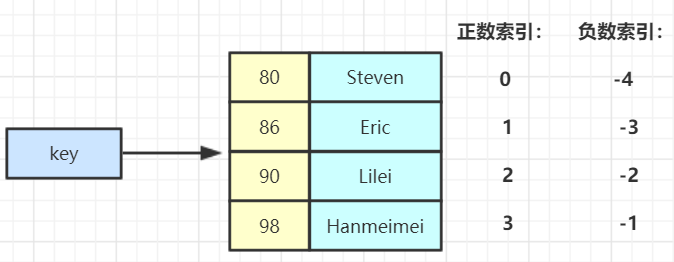 正数索引： 负数索引：
80 Steven 0 -4
86 Eric 1 -3
key
90 Lilei 2 -2
98 Hanmeimei 3 -1